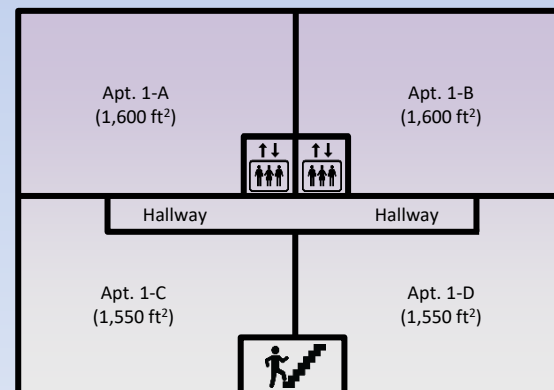 Apt. 1-A
(1,600 ft²)
Apt. 1-B
(1,600 ft²)
Hallway
Hallway
Apt. 1-C
(1,550 ft²)
Apt. 1-D
(1,550 ft²)